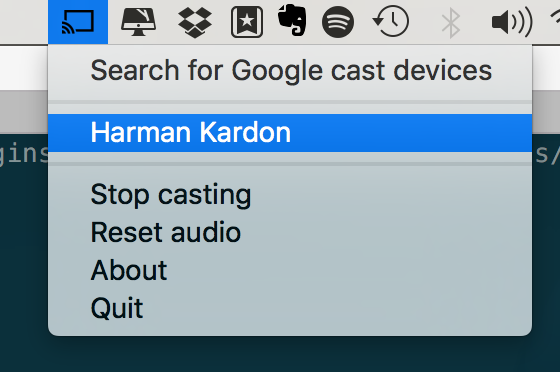 Search for Google cast devices
Harman Kardon
gins
s/
Stop casting
Reset audio
About
Quit